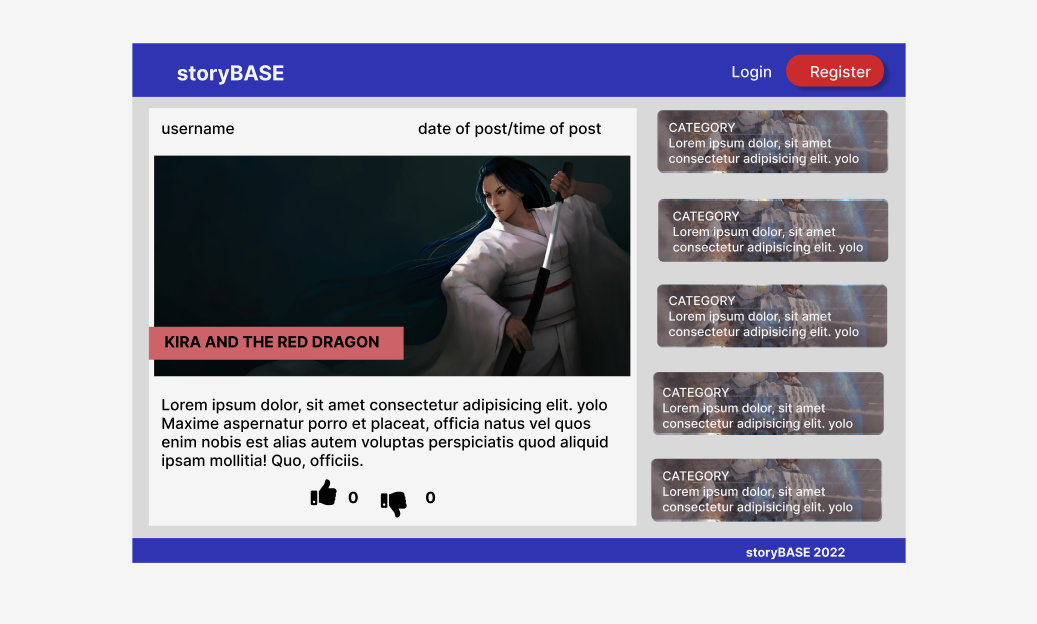 storyBASE
Login
Register
username
date of post/time of post
KIRA AND THE RED DRAGON
Lorem ipsum dolor, sit amet consectetur adipisicing elit. yolo
Maxime aspernatur porro et placeat, officia natus vel quos
enim nobis est alias autem voluptas perspiciatis quod aliquid
ipsam mollitia! Quo, officiis.
0
0
CATEGORY
Lorem ipsum dolor, sit amet
consectetur adipisicing elit. yolo
CATEGORY
Lorem ipsum dolor, sit amet
consectetur adipisicing elit. yolo
CATEGORY
Lorem ipsum dolor, sit amet
consectetur adipisicing elit. yolo
CATEGORY
Lorem ipsum dolor, sit amet
consectetur adipisicing elit. yolo
CATEGORY
Lorem ipsum dolor, sit amet
consectetur adipisicing elit. yolo
storyBASE 2022